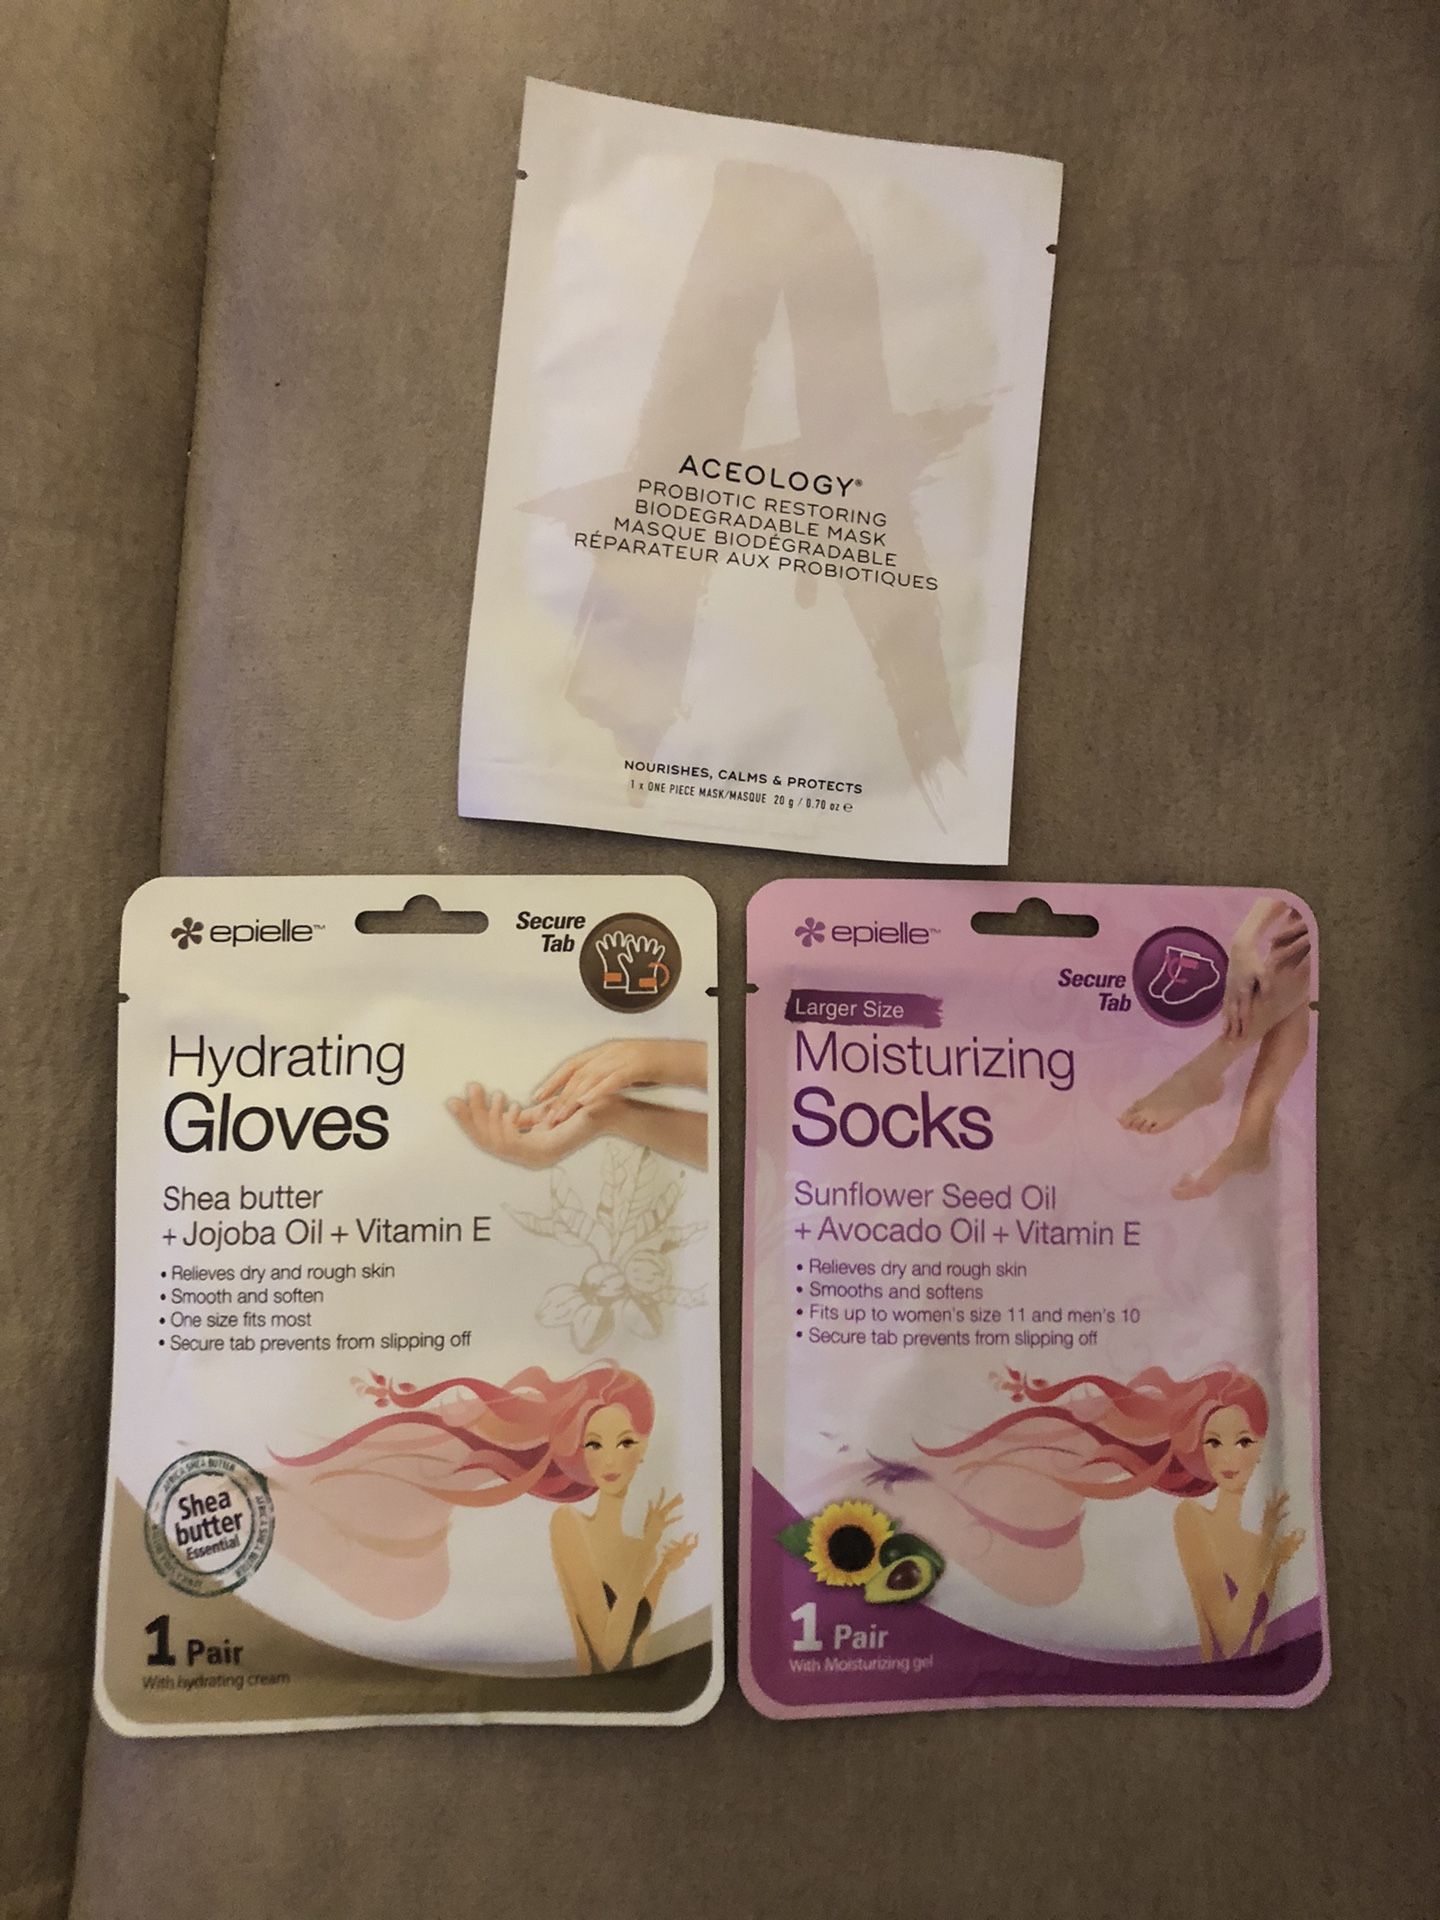 ACEOLOGY®
PROBIOTIC RESTORING
BIODEGRADABLE MASK
MASQUE BIODÉGRADABLE
RÉPARATEUR AUX PROBIOTIQUES
NOURISHES, CALMS & PROTECTS
1 x ONE PIECE MASK/MASQUE 20 g / 0.70 oz ℮
epielle™
Secure
Tab
Hydrating
Gloves
Shea butter
+ Jojoba Oil + Vitamin E
• Relieves dry and rough skin
• Smooth and soften
• One size fits most
• Secure tab prevents from slipping off
AFRICA SHEA BUTTER
Shea
butter
Essential
1 Pair
With hydrating cream
epielle™
Secure
Tab
Larger Size
Moisturizing
Socks
Sunflower Seed Oil
+ Avocado Oil + Vitamin E
• Relieves dry and rough skin
• Smooths and softens
• Fits up to women's size 11 and men's 10
• Secure tab prevents from slipping off
1 Pair
With Moisturizing gel